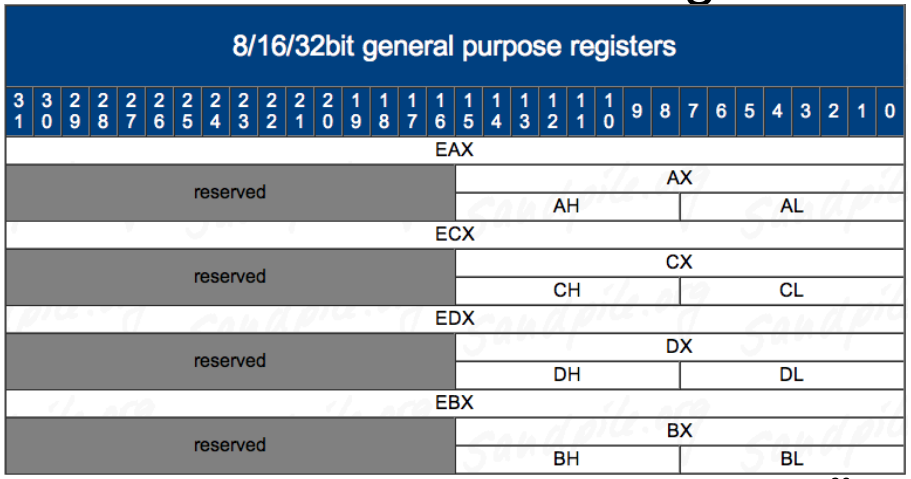 8/16/32bit general purpose registers
31 30 29 28 27 26 25 24 23 22 21 20 19 18 17 16 15 14 13 12 11 10 9 8 7 6 5 4 3 2 1 0
EAX
reserved AX
AH AL
ECX
reserved CX
CH CL
EDX
reserved DX
DH DL
EBX
reserved BX
BH BL
sandpile.org